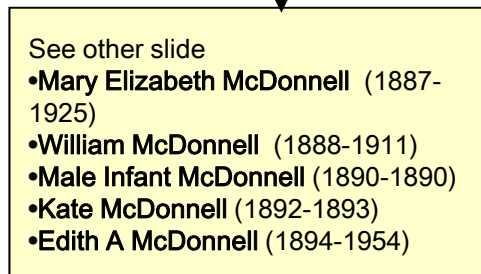 See other slide
•Mary Elizabeth McDonnell (1887-
1925)
•William McDonnell (1888-1911)
•Male Infant McDonnell (1890-1890)
•Kate McDonnell (1892-1893)
•Edith A McDonnell (1894-1954)